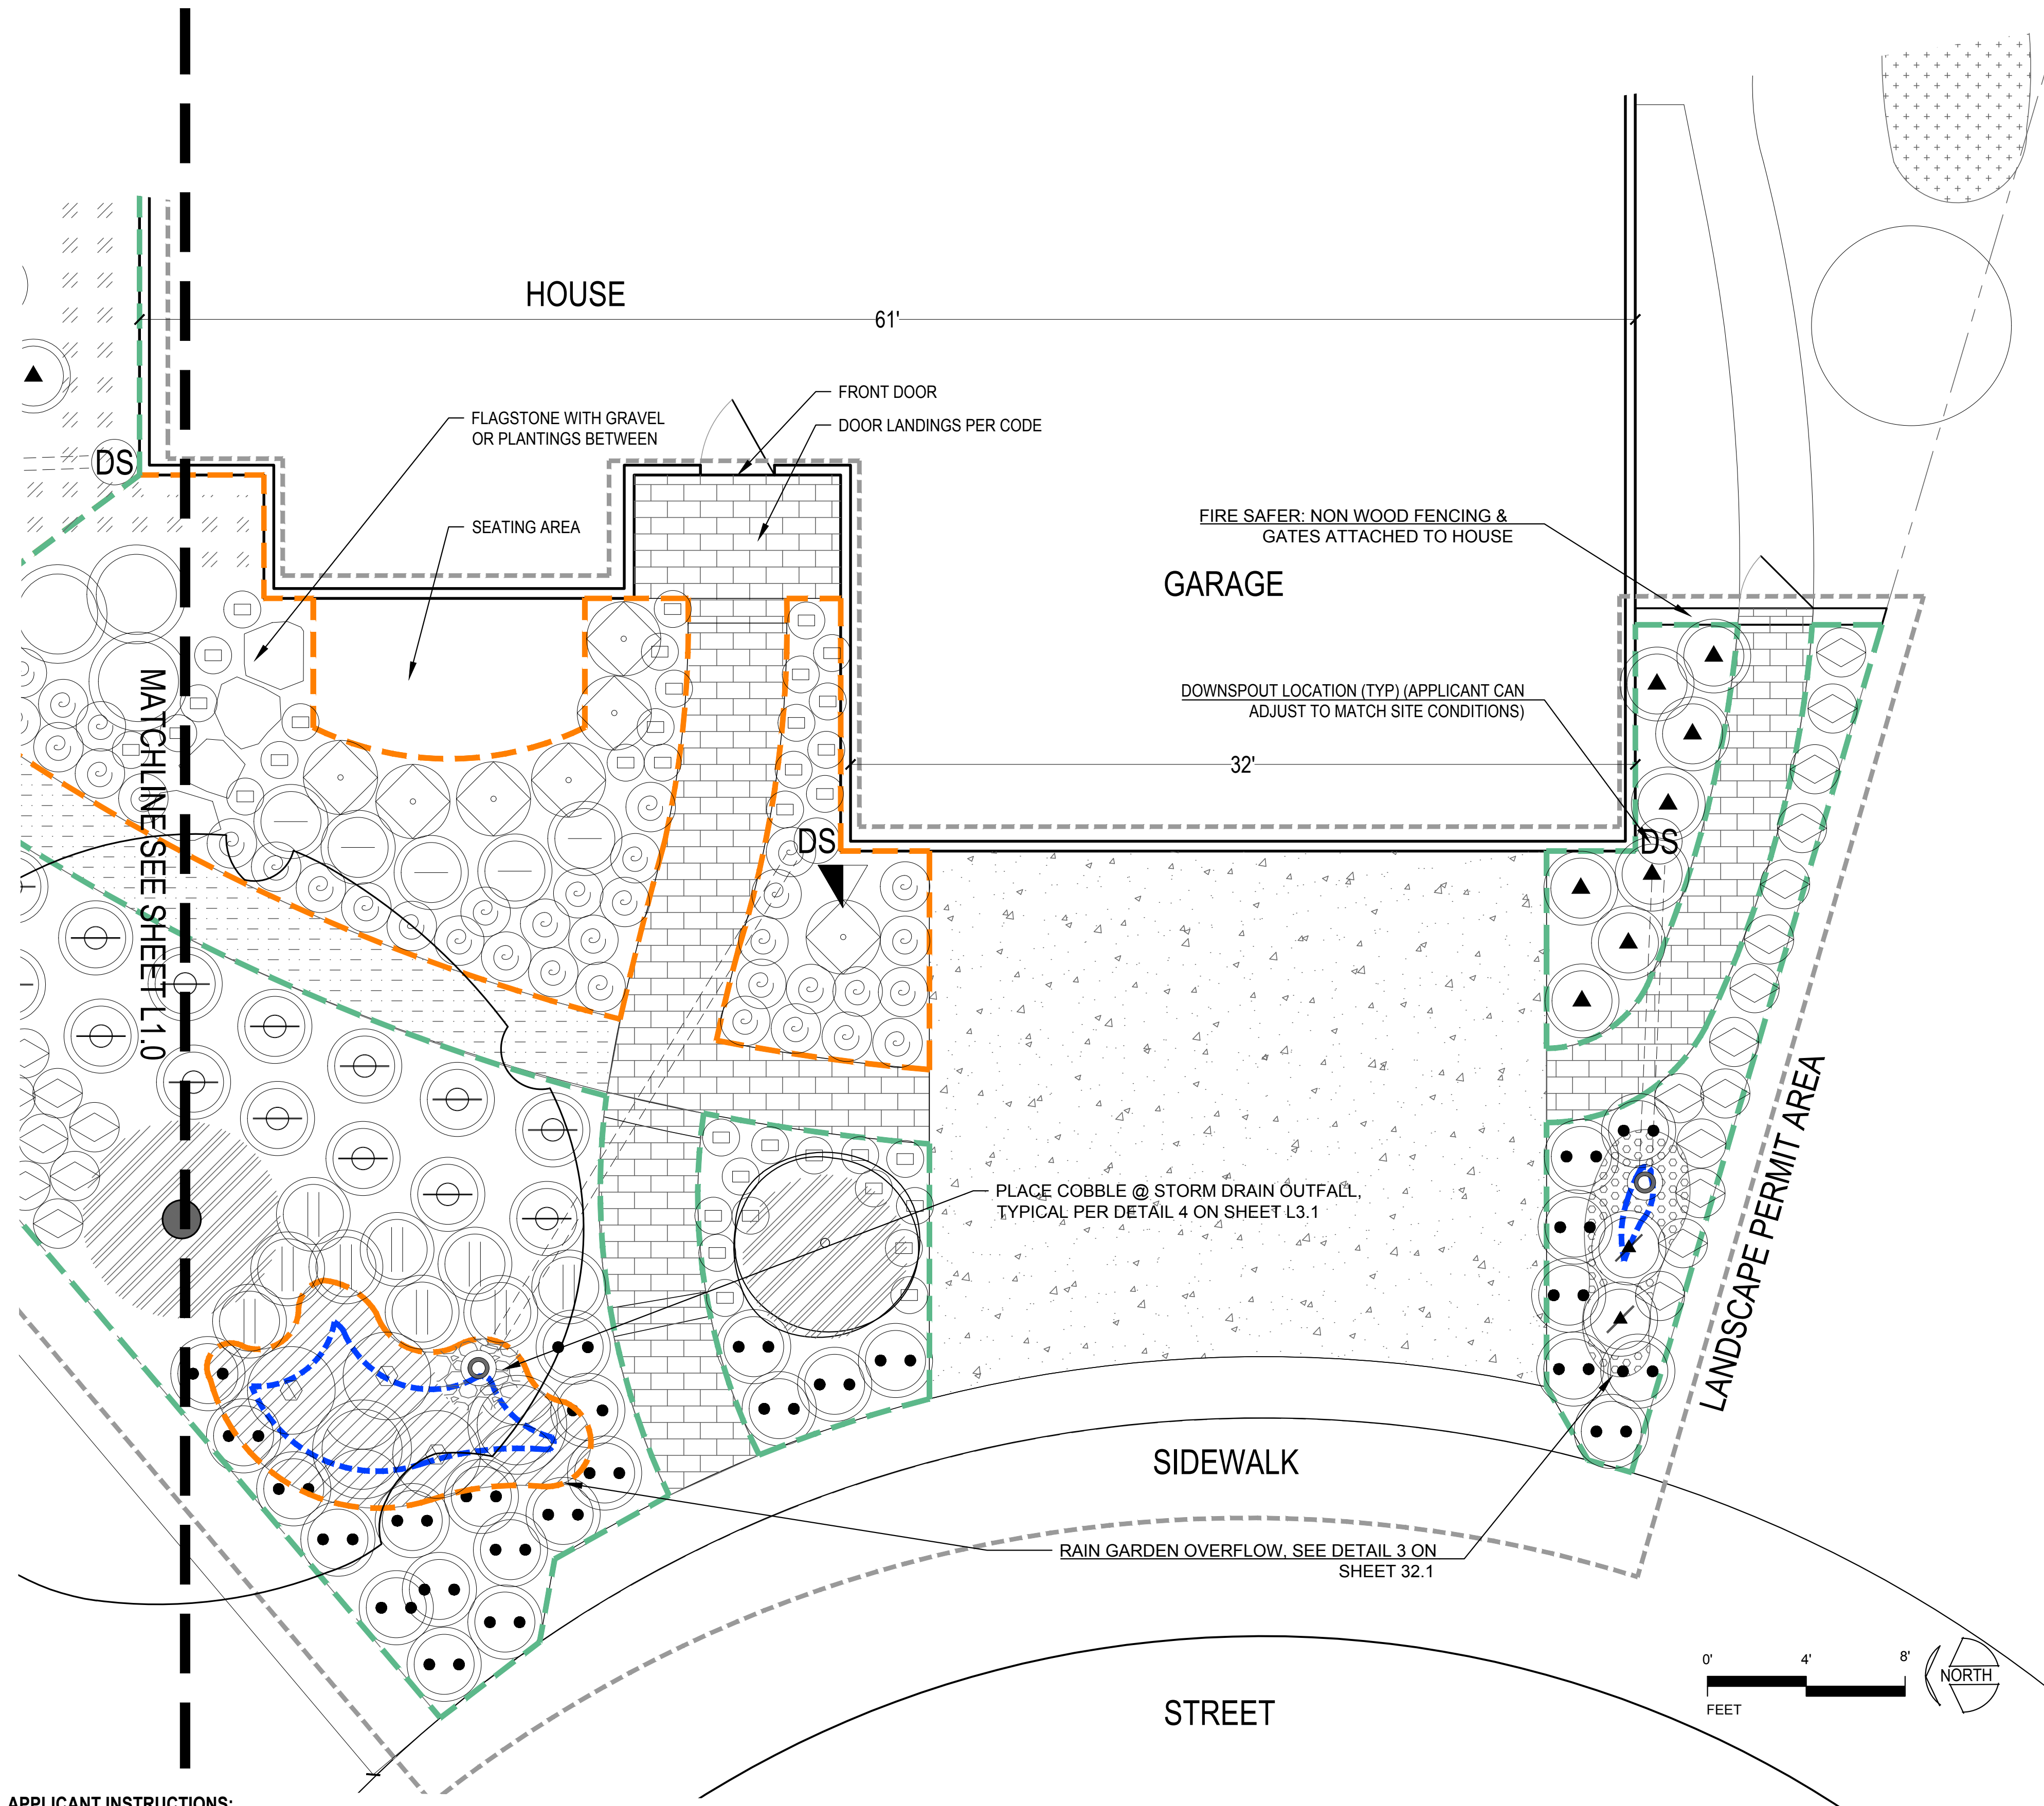 HOUSE
61'
FRONT DOOR
DOOR LANDINGS PER CODE
FLAGSTONE WITH GRAVEL
OR PLANTINGS BETWEEN
DS
SEATING AREA
FIRE SAFER: NON WOOD FENCING &
GATES ATTACHED TO HOUSE
GARAGE
DOWNSPOUT LOCATION (TYP) (APPLICANT CAN
ADJUST TO MATCH SITE CONDITIONS)
32'
DS
DS
MATCHLINE-SEE SHEET L1.0
LANDSCAPE PERMIT AREA
PLACE COBBLE @ STORM DRAIN OUTFALL,
TYPICAL PER DETAIL 4 ON SHEET L3.1
SIDEWALK
RAIN GARDEN OVERFLOW, SEE DETAIL 3 ON
SHEET 32.1
0' 4' 8'
FEET
NORTH
STREET
APPLICANT INSTRUCTIONS: